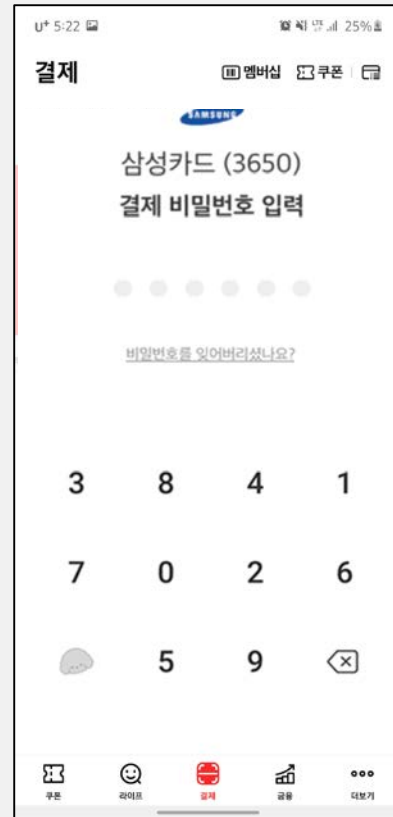 U⁺ 5:22 25%
결제 멤버십 쿠폰
SAMSUNG
삼성카드 (3650)
결제 비밀번호 입력
비밀번호를 잊어버리셨나요?
3 8 4 1
7 0 2 6
5 9
쿠폰 라이프 결제 금융 더보기